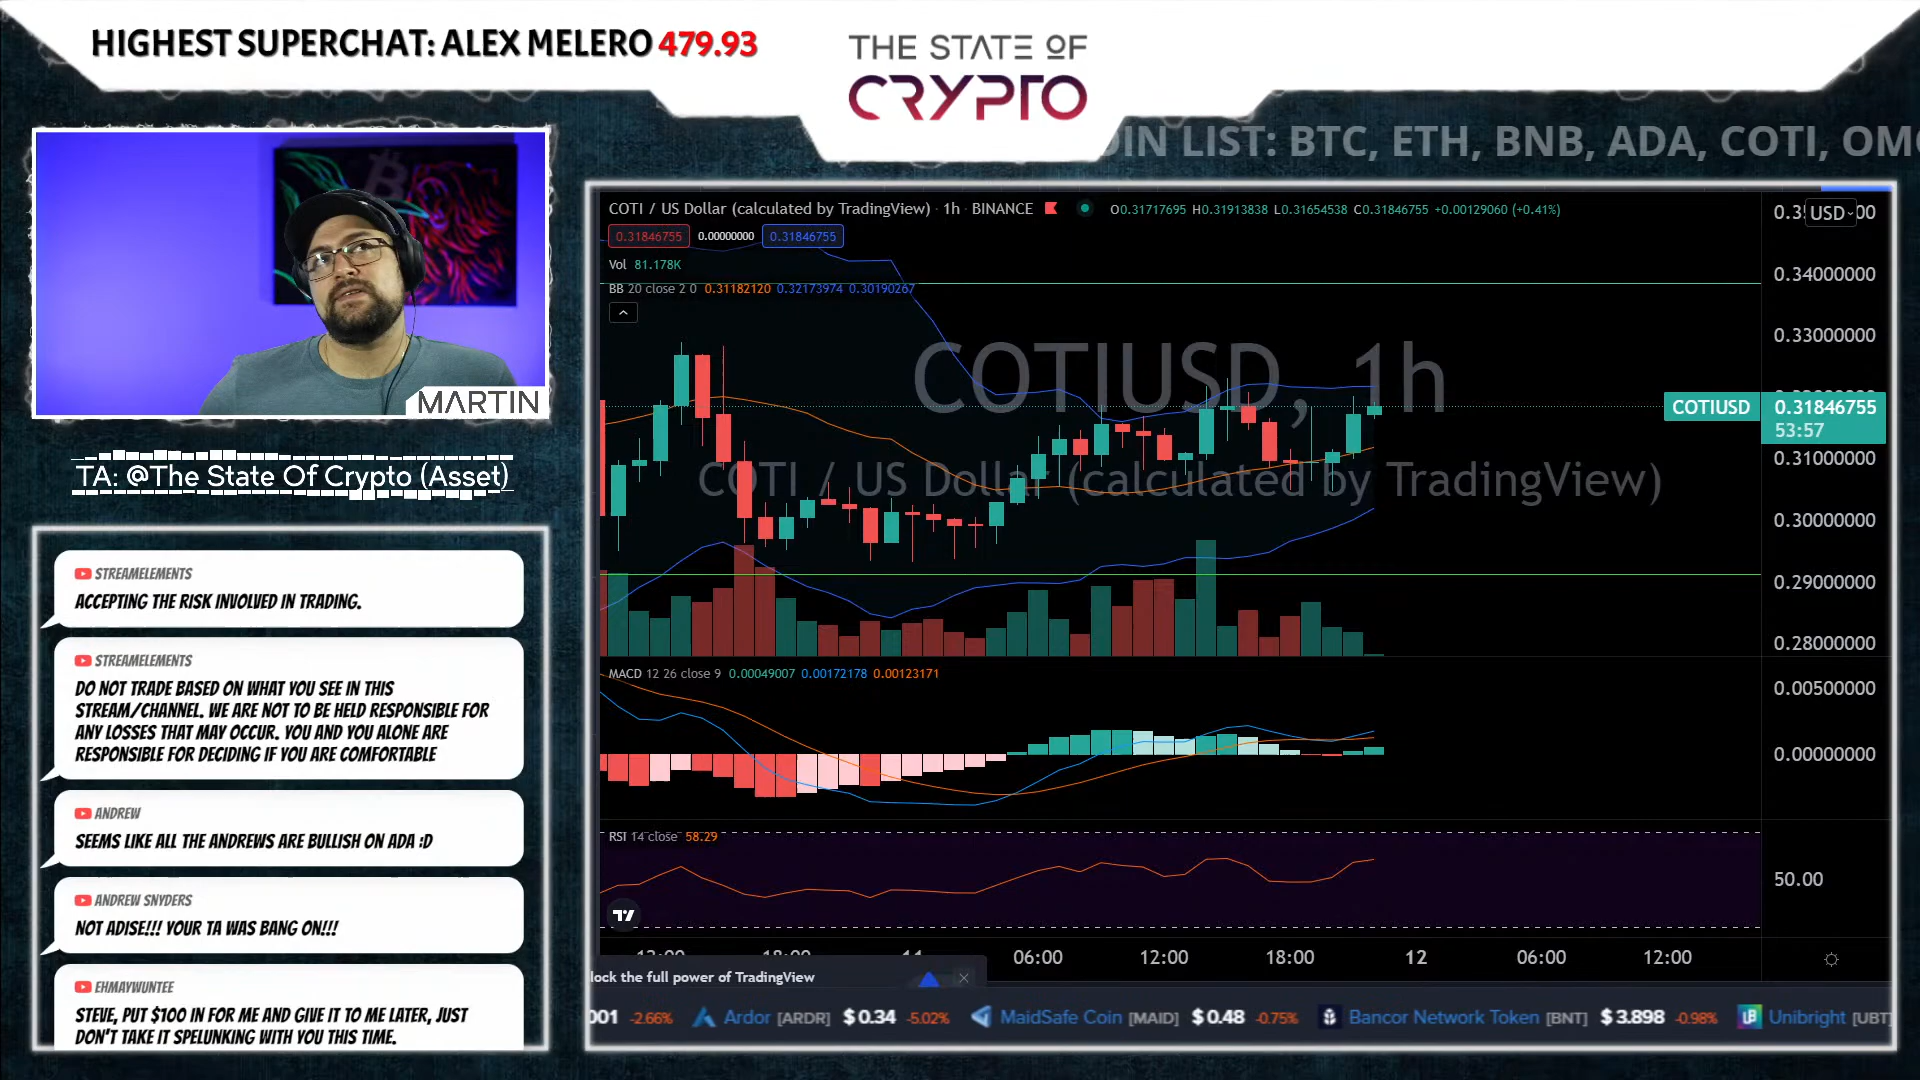 HIGHEST SUPERCHAT: ALEX MELERO 479.93
THE STATE OF
CRYPTO
COIN LIST: BTC, ETH, BNB, ADA, COTI, OMG
MARTIN
TA: @The State Of Crypto (Asset)
STREAMELEMENTS
ACCEPTING THE RISK INVOLVED IN TRADING.
STREAMELEMENTS
DO NOT TRADE BASED ON WHAT YOU SEE IN THIS
STREAM/CHANNEL. WE ARE NOT TO BE HELD RESPONSIBLE FOR
ANY LOSSES THAT MAY OCCUR. YOU AND YOU ALONE ARE
RESPONSIBLE FOR DECIDING IF YOU ARE COMFORTABLE
ANDREW
SEEMS LIKE ALL THE ANDREWS ARE BULLISH ON ADA :D
ANDREW SNYDERS
NOT ADISE!!! YOUR TA WAS BANG ON!!!
EHMAYWUNTEE
STEVE, PUT $100 IN FOR ME AND GIVE IT TO ME LATER, JUST
DON'T TAKE IT SPELUNKING WITH YOU THIS TIME.
COTI / US Dollar (calculated by TradingView) · 1h · BINANCE O0.31717695 H0.31913838 L0.31654538 C0.31846755 +0.00129060 (+0.41%)
0.31846755 0.00000000 0.31846755
Vol 81.178K
BB 20 close 2 0 0.31182120 0.32173974 0.30190267
COTIUSD, 1h
COTI / US Dollar (calculated by TradingView)
USD
0.34000000
0.33000000
COTIUSD 0.31846755
53:57
0.31000000
0.30000000
0.29000000
0.28000000
MACD 12 26 close 9 0.00049007 0.00172178 0.00123171
0.00500000
0.00000000
RSI 14 close 58.29
50.00
06:00 12:00 18:00 12 06:00 12:00
lock the full power of TradingView
001 -2.66% Ardor [ARDR] $0.34 -5.02% MaidSafe Coin [MAID] $0.48 -0.75% Bancor Network Token [BNT] $3.898 -0.98% Unibright [UBT]